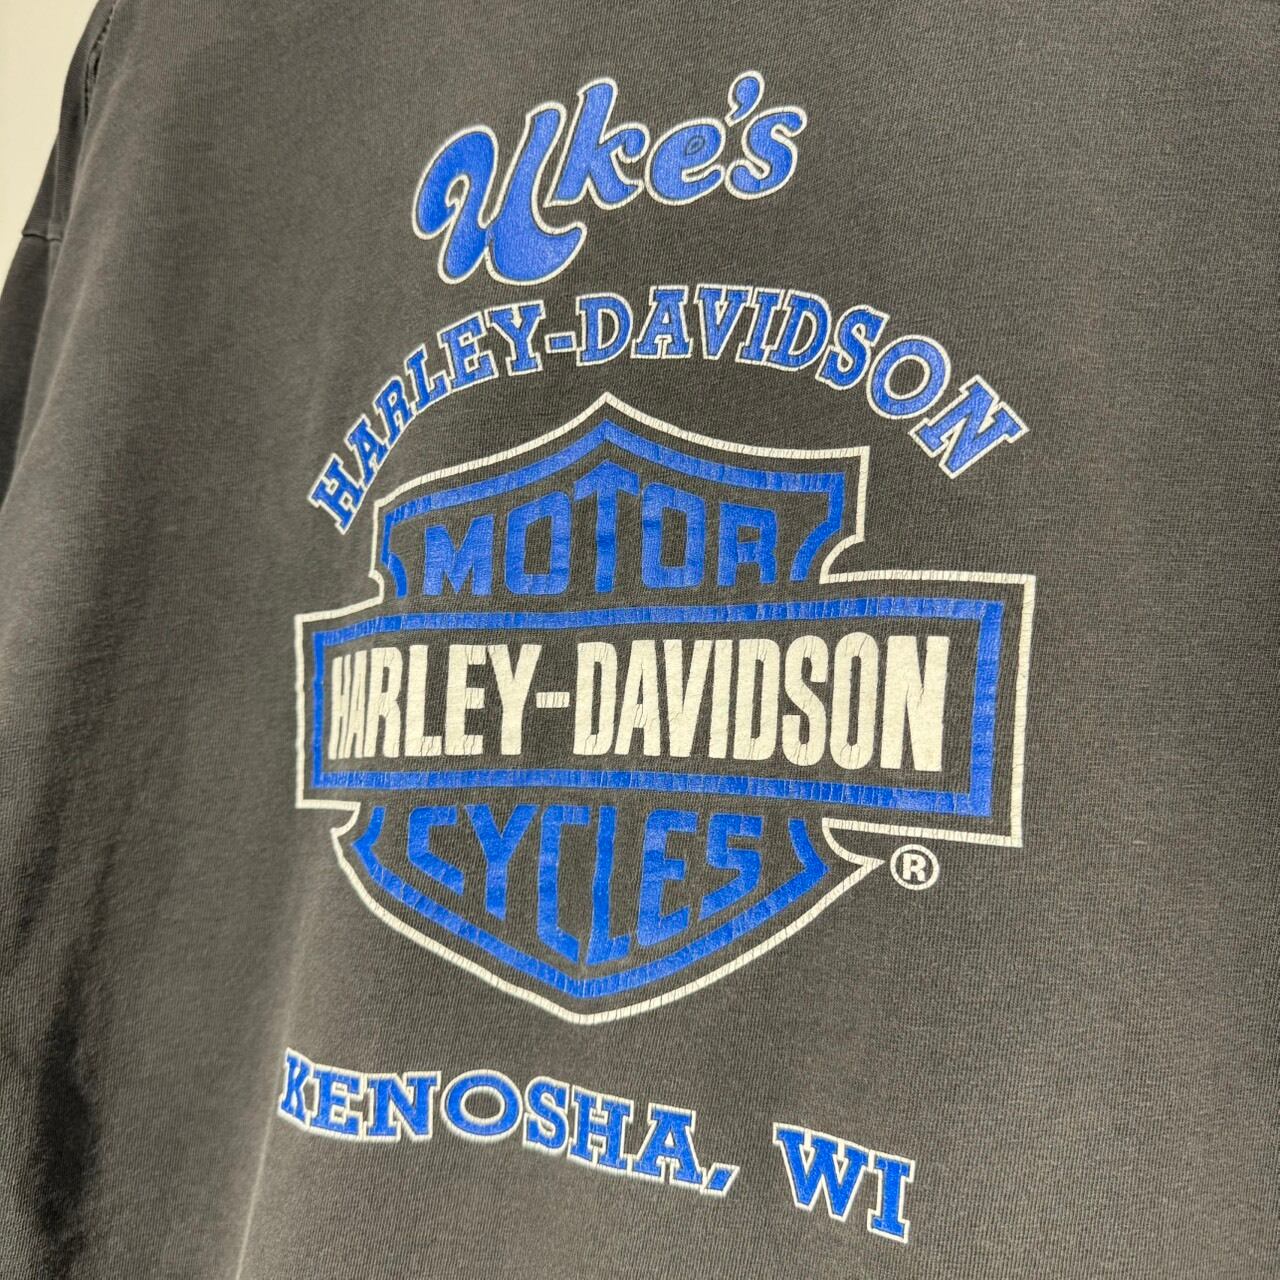 Uke's
HARLEY-DAVIDSON
MOTOR
HARLEY-DAVIDSON
CYCLES
®
KENOSHA, WI